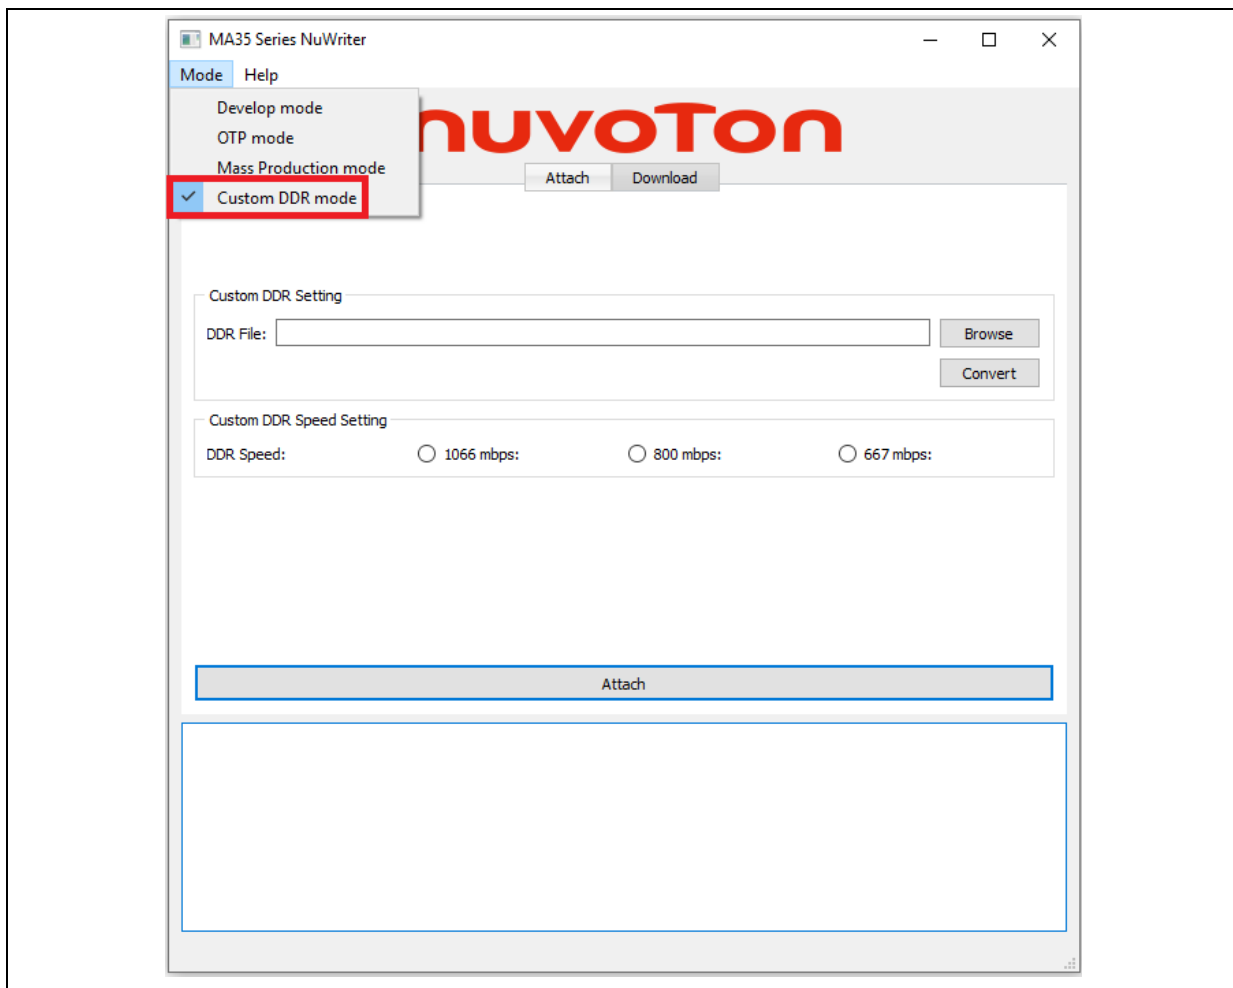 MA35 Series NuWriter
Mode Help
Develop mode
OTP mode
Mass Production mode
Custom DDR mode
nuvoTon
Attach Download
Custom DDR Setting
DDR File: Browse
Convert
Custom DDR Speed Setting
DDR Speed: 1066 mbps: 800 mbps: 667 mbps:
Attach